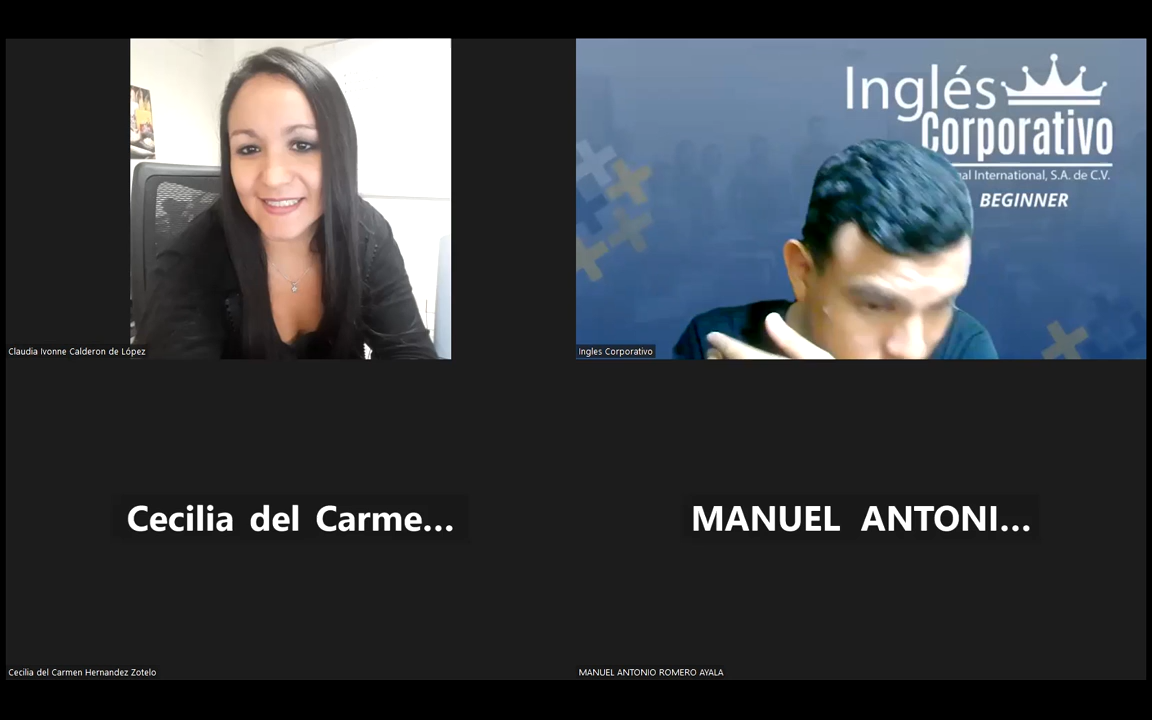 Inglés
Corporativo
gal International, S.A. de C.V.
BEGINNER
Claudia Ivonne Calderon de López
Ingles Corporativo
Cecilia del Carme...
MANUEL ANTONI...
Cecilia del Carmen Hernandez Zotelo
MANUEL ANTONIO ROMERO AYALA